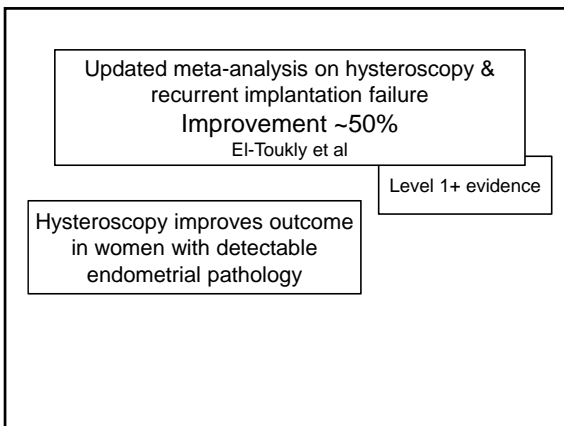 Updated meta-analysis on hysteroscopy &
recurrent implantation failure
Improvement ~50%
El-Toukly et al
Level 1+ evidence
Hysteroscopy improves outcome
in women with detectable
endometrial pathology